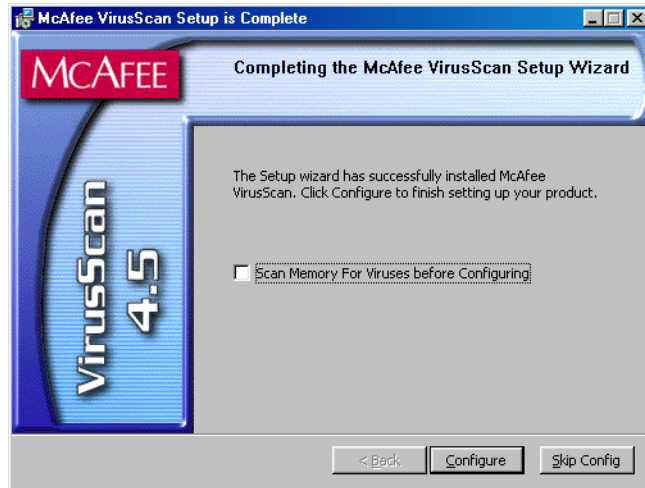 McAfee VirusScan Setup is Complete
MCAFEE
Completing the McAfee VirusScan Setup Wizard
VirusScan
4.5
The Setup wizard has successfully installed McAfee
VirusScan. Click Configure to finish setting up your product.
Scan Memory For Viruses before Configuring
< Back
Configure
Skip Config